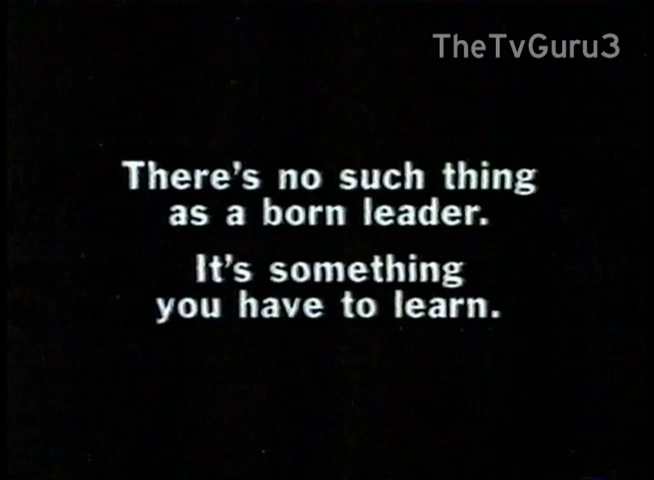 TheTvGuru3
There's no such thing
as a born leader.
It's something
you have to learn.